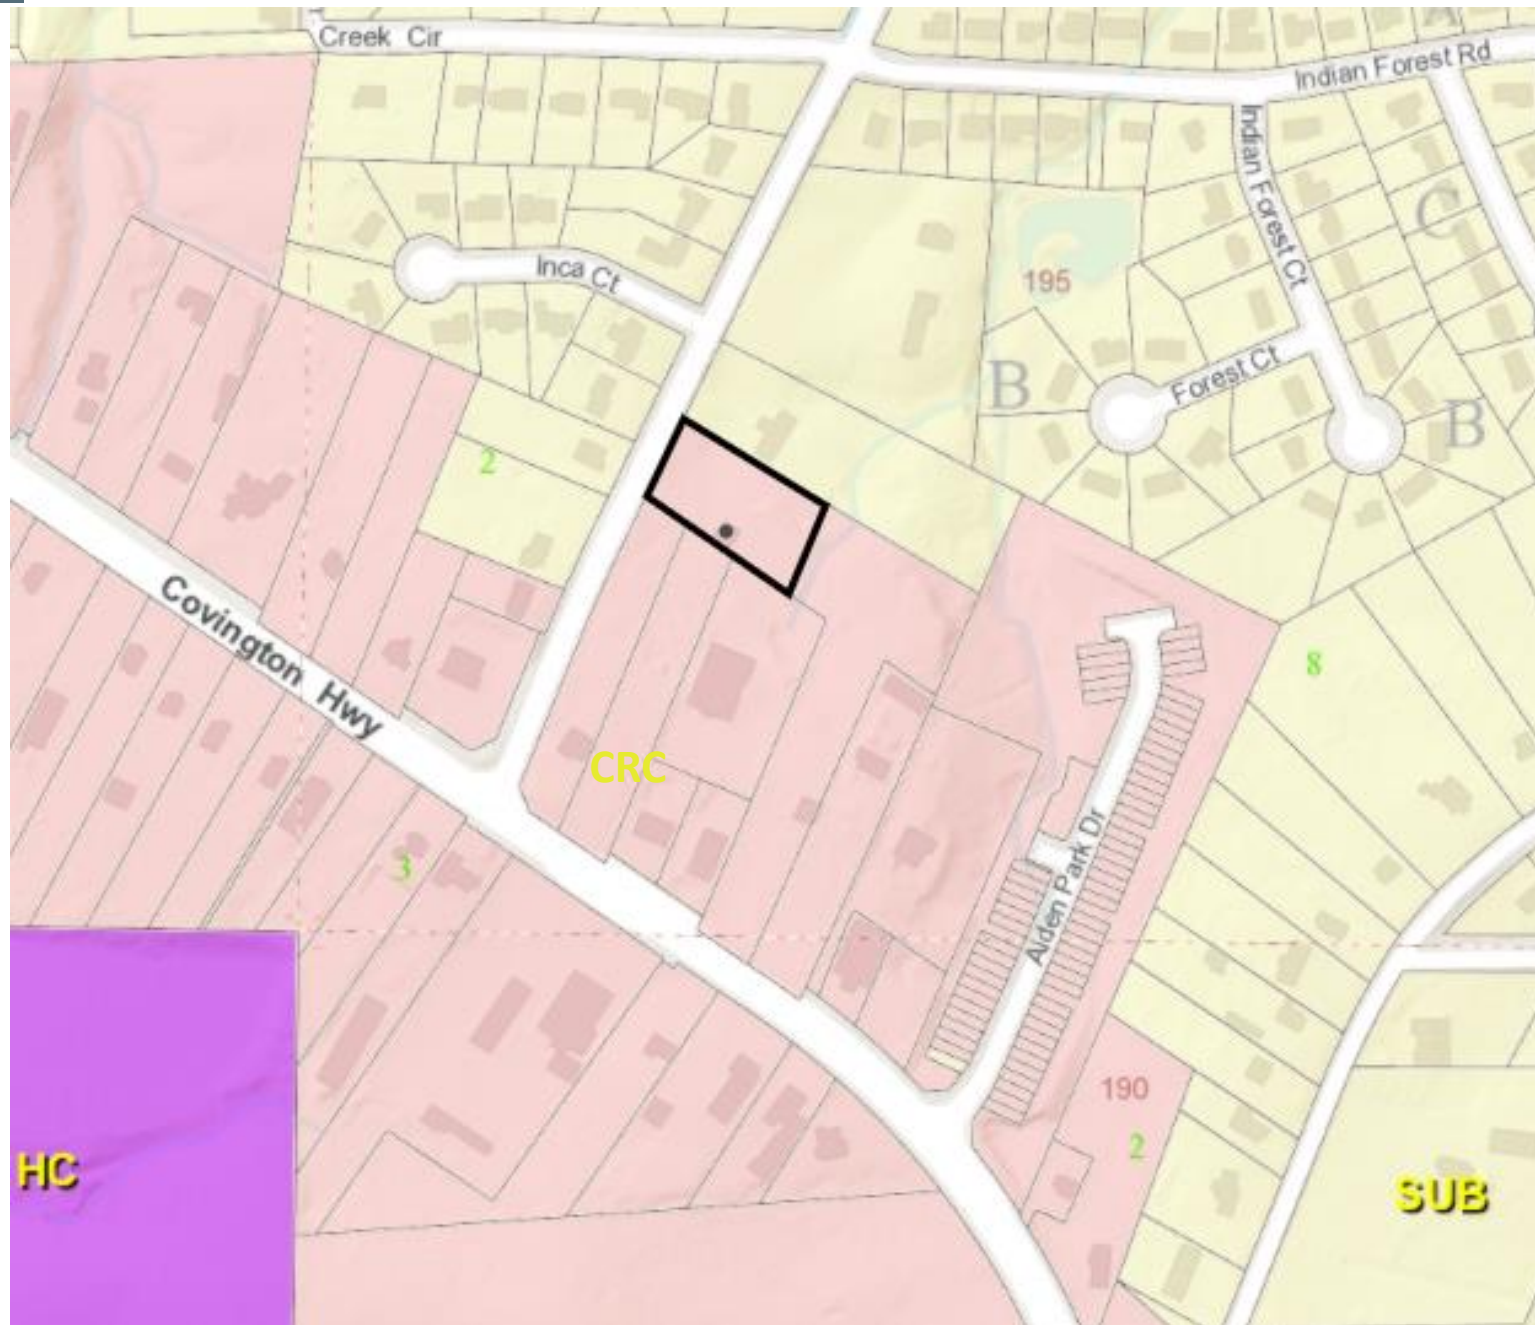 A
Creek Cir
Indian Forest Rd
Indian Forest Ct
C
Inca Ct
195
B
Forest Ct
B
2
Covington Hwy
8
CRC
3
Alden Park Dr
190
2
HC
SUB